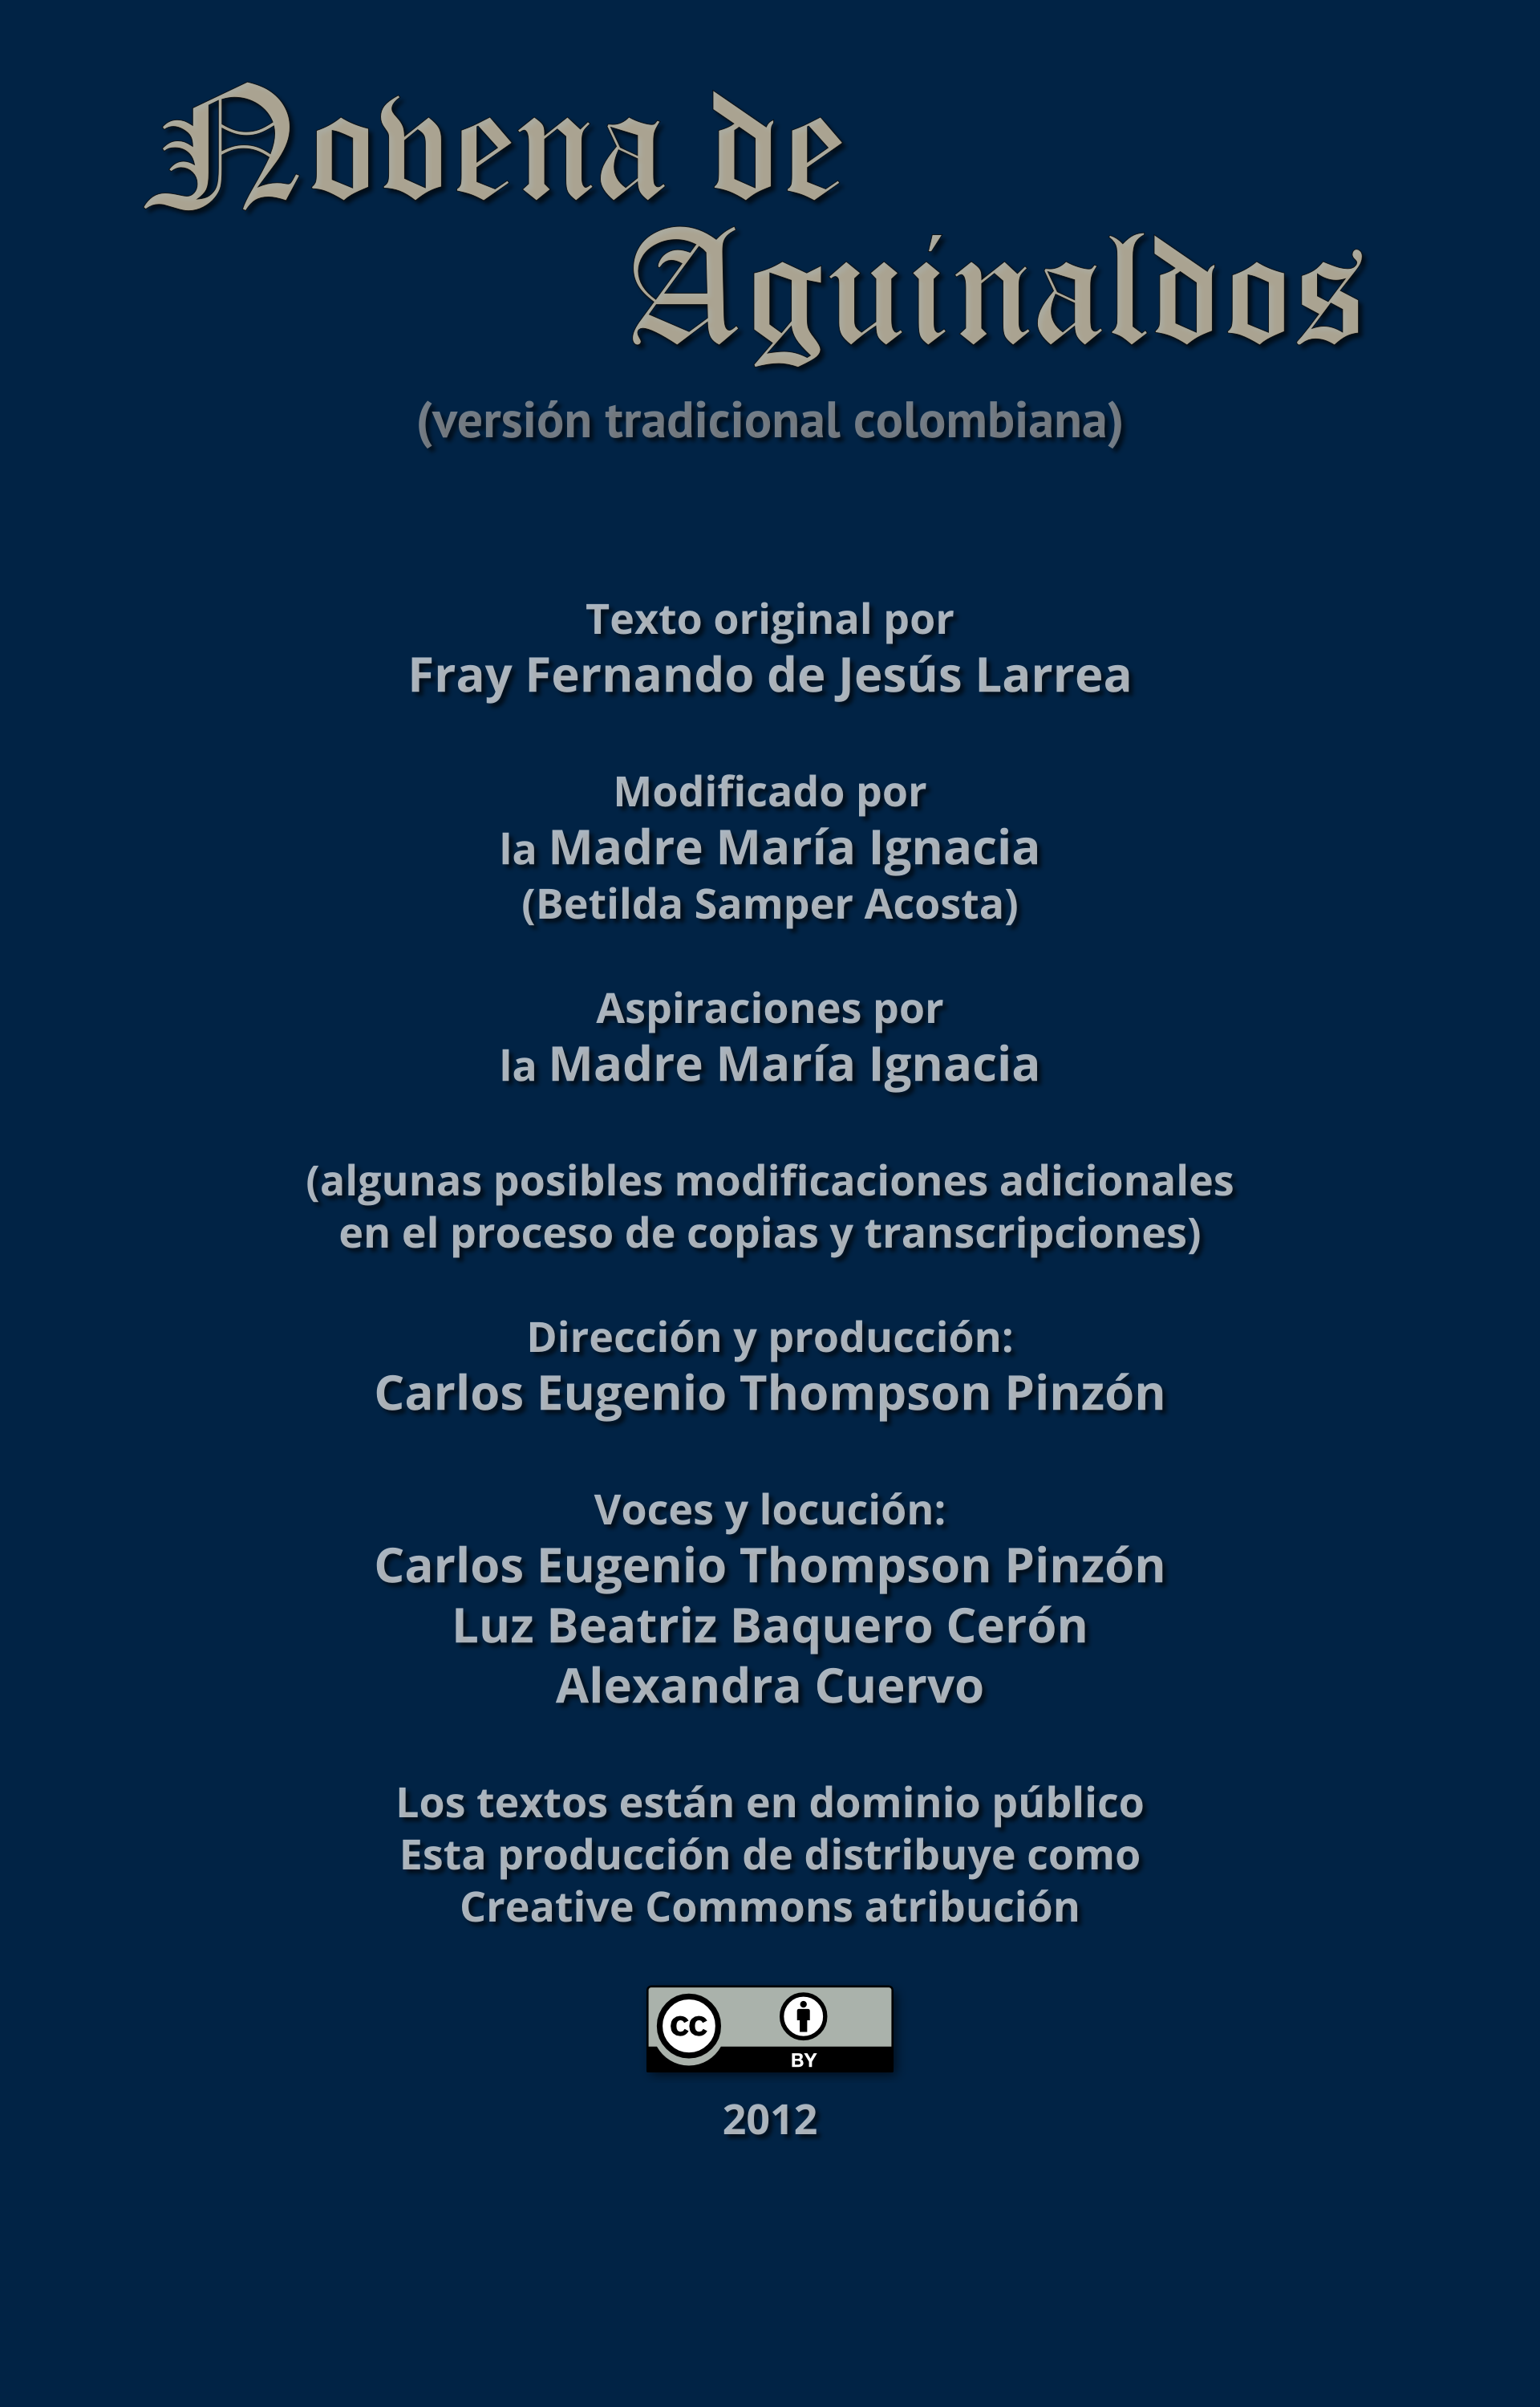 Novena de
Aguinaldos
(versión tradicional colombiana)
Texto original por
Fray Fernando de Jesús Larrea
Modificado por
la Madre María Ignacia
(Betilda Samper Acosta)
Aspiraciones por
la Madre María Ignacia
(algunas posibles modificaciones adicionales
en el proceso de copias y transcripciones)
Dirección y producción:
Carlos Eugenio Thompson Pinzón
Voces y locución:
Carlos Eugenio Thompson Pinzón
Luz Beatriz Baquero Cerón
Alexandra Cuervo
Los textos están en dominio público
Esta producción de distribuye como
Creative Commons atribución
cc
BY
2012